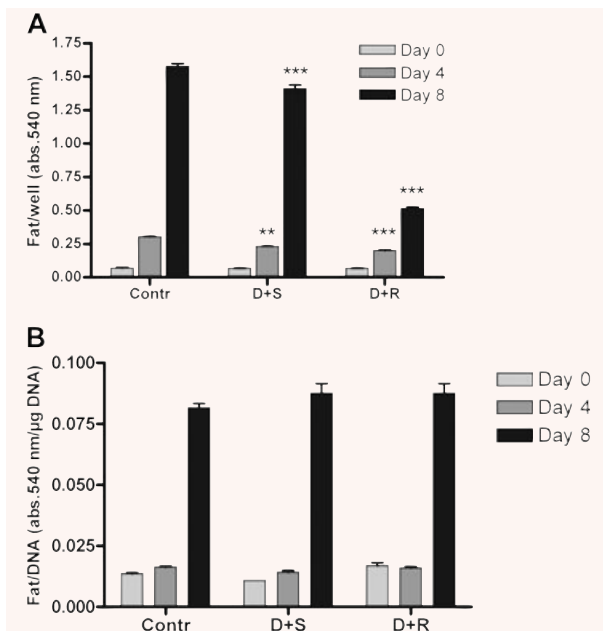 A
Fat/well (abs.540 nm)
1.75
1.50
1.25
1.00
0.75
0.50
0.25
0.00
Day 0
Day 4
Day 8
***
**
***
***
Contr D+S D+R
B
Fat/DNA (abs.540 nm/µg DNA)
0.100
0.075
0.050
0.025
0.000
Day 0
Day 4
Day 8
Contr D+S D+R